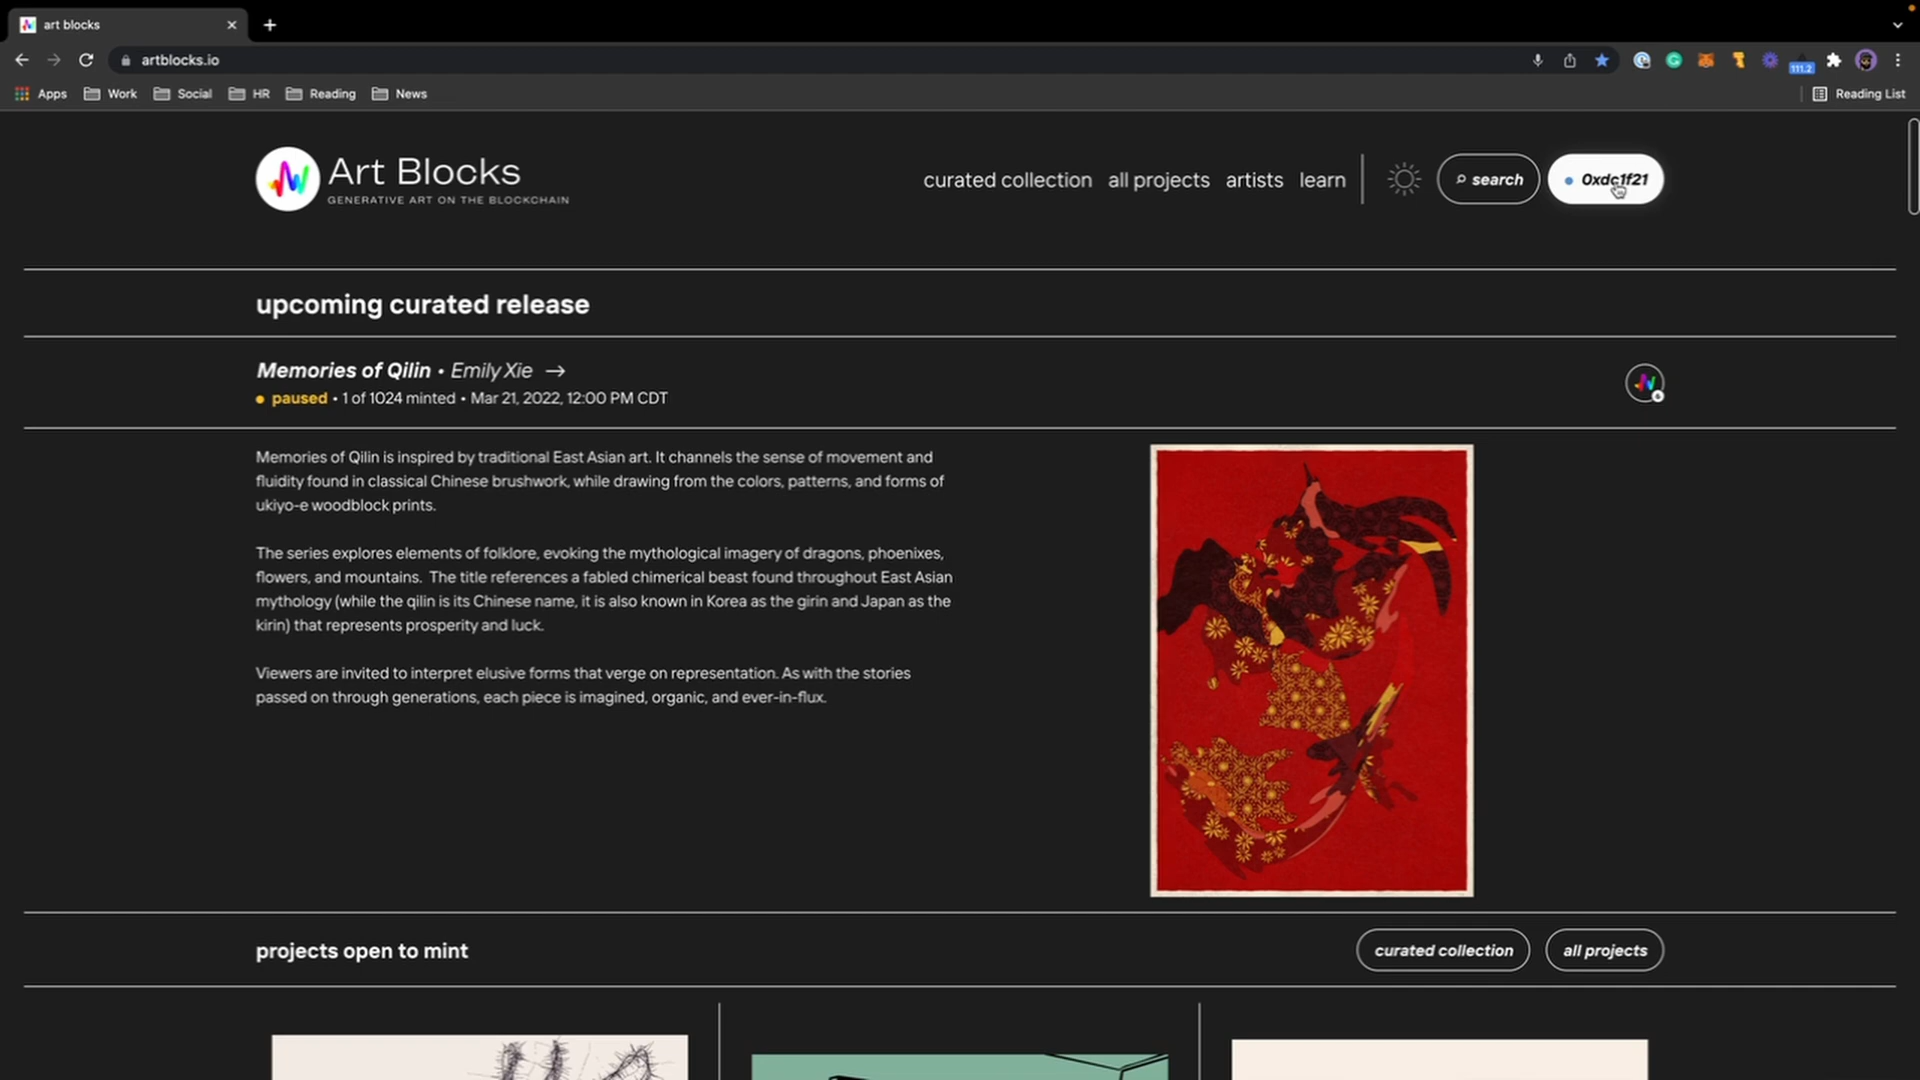 art blocks
artblocks.io
111.2
Apps Work Social HR Reading News Reading List
Art Blocks
GENERATIVE ART ON THE BLOCKCHAIN
curated collection all projects artists learn search 0xdc1f21
upcoming curated release
Memories of Qilin • Emily Xie →
paused • 1 of 1024 minted • Mar 21, 2022, 12:00 PM CDT
Memories of Qilin is inspired by traditional East Asian art. It channels the sense of movement and
fluidity found in classical Chinese brushwork, while drawing from the colors, patterns, and forms of
ukiyo-e woodblock prints.
The series explores elements of folklore, evoking the mythological imagery of dragons, phoenixes,
flowers, and mountains. The title references a fabled chimerical beast found throughout East Asian
mythology (while the qilin is its Chinese name, it is also known in Korea as the girin and Japan as the
kirin) that represents prosperity and luck.
Viewers are invited to interpret elusive forms that verge on representation. As with the stories
passed on through generations, each piece is imagined, organic, and ever-in-flux.
projects open to mint
curated collection all projects